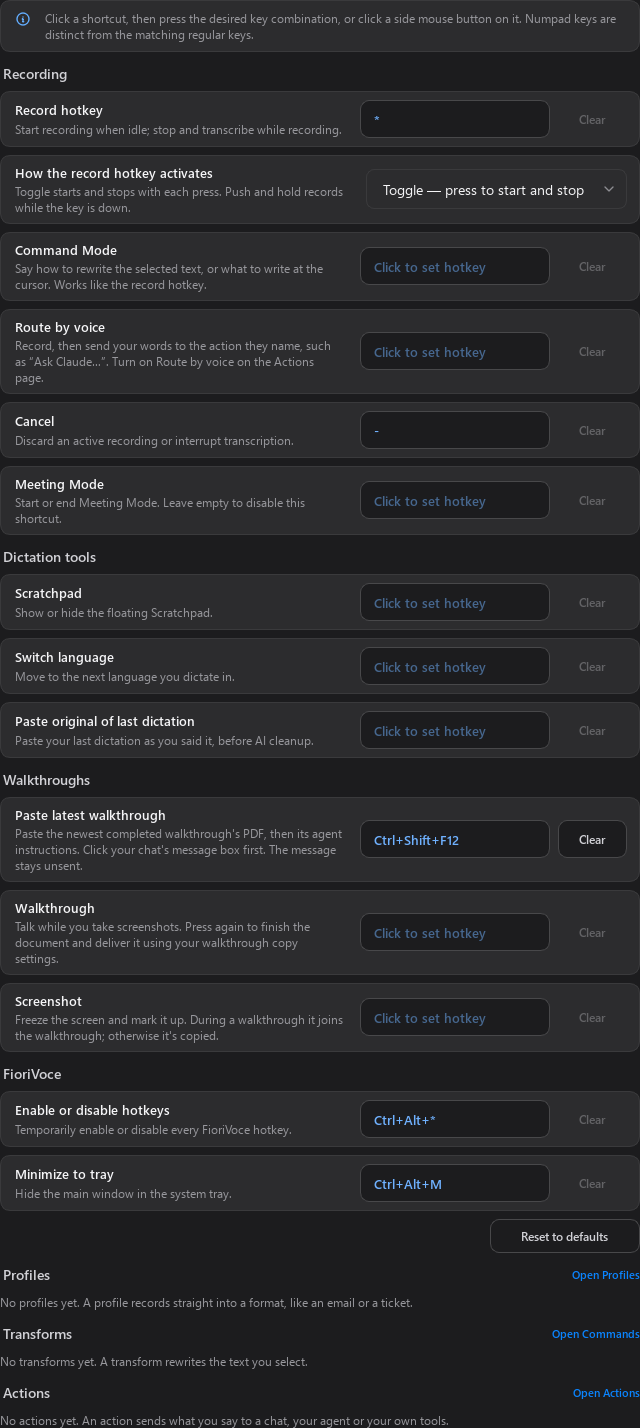 Click a shortcut, then press the desired key combination, or click a side mouse button on it. Numpad keys are
distinct from the matching regular keys.
Recording
Record hotkey
Start recording when idle; stop and transcribe while recording.
*
Clear
How the record hotkey activates
Toggle starts and stops with each press. Push and hold records
while the key is down.
Toggle — press to start and stop
Command Mode
Say how to rewrite the selected text, or what to write at the
cursor. Works like the record hotkey.
Click to set hotkey
Clear
Route by voice
Record, then send your words to the action they name, such
as “Ask Claude…”. Turn on Route by voice on the Actions
page.
Click to set hotkey
Clear
Cancel
Discard an active recording or interrupt transcription.
-
Clear
Meeting Mode
Start or end Meeting Mode. Leave empty to disable this
shortcut.
Click to set hotkey
Clear
Dictation tools
Scratchpad
Show or hide the floating Scratchpad.
Click to set hotkey
Clear
Switch language
Move to the next language you dictate in.
Click to set hotkey
Clear
Paste original of last dictation
Paste your last dictation as you said it, before AI cleanup.
Click to set hotkey
Clear
Walkthroughs
Paste latest walkthrough
Paste the newest completed walkthrough's PDF, then its agent
instructions. Click your chat's message box first. The message
stays unsent.
Ctrl+Shift+F12
Clear
Walkthrough
Talk while you take screenshots. Press again to finish the
document and deliver it using your walkthrough copy
settings.
Click to set hotkey
Clear
Screenshot
Freeze the screen and mark it up. During a walkthrough it joins
the walkthrough; otherwise it's copied.
Click to set hotkey
Clear
FioriVoce
Enable or disable hotkeys
Temporarily enable or disable every FioriVoce hotkey.
Ctrl+Alt+*
Clear
Minimize to tray
Hide the main window in the system tray.
Ctrl+Alt+M
Clear
Reset to defaults
Profiles
Open Profiles
No profiles yet. A profile records straight into a format, like an email or a ticket.
Transforms
Open Commands
No transforms yet. A transform rewrites the text you select.
Actions
Open Actions
No actions yet. An action sends what you say to a chat, your agent or your own tools.